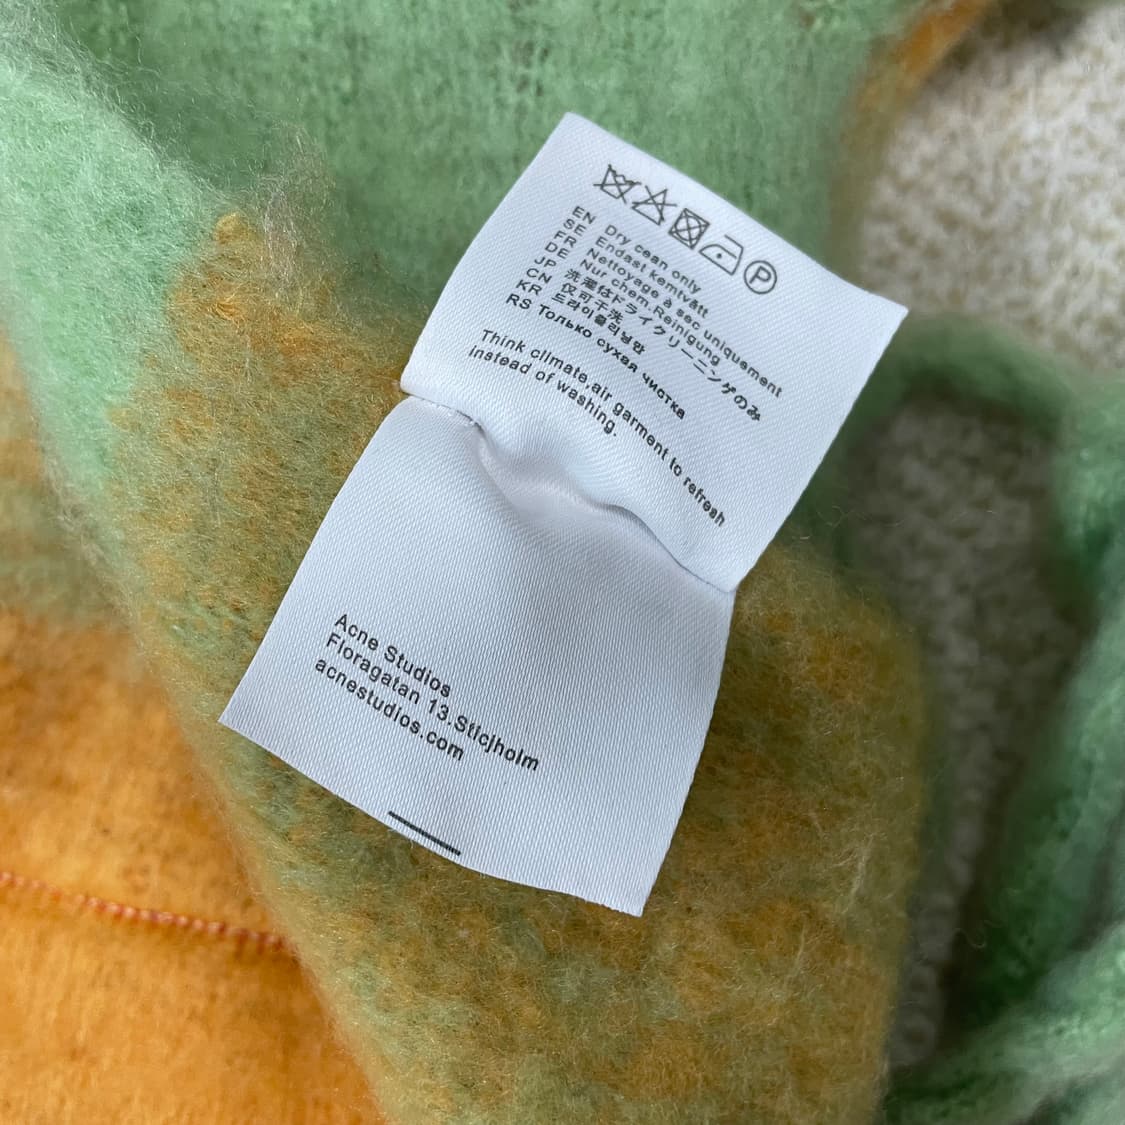 P
EN Dry cean only
SE Endast kemtvätt
FR Nettoyage à sec uniquement
DE Nur chem.Reinigung
JP 洗濯はドライクリーニングのみ
CN 仅可干洗
KR 드라이클리닝만
RS Только сухая чистка
Think climate,air garment to refresh
instead of washing.
Acne Studios
Floragatan 13.Sticjholm
acnestudios.com